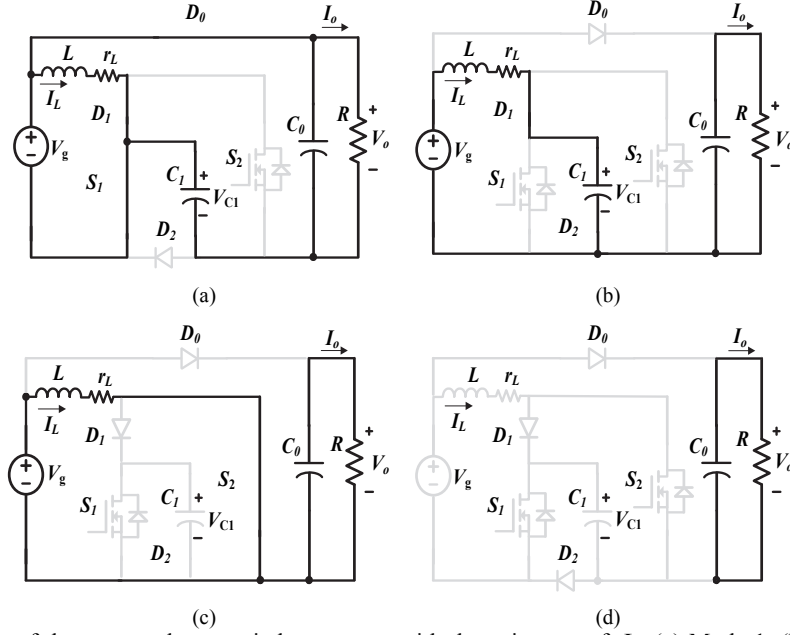 D0 Io
L rL
IL
D1
Vg
S1
C1 +
VC1
−
S2
D2
C0
R
+
Vo
−
(a)
D0 Io
L rL
IL
D1
Vg
S1
C1 +
VC1
−
S2
D2
C0
R
+
−
(b)
D0 Io
L rL
IL
D1
Vg
S1
C1 +
VC1
−
S2
D2
C0
R
+
Vo
−
(c)
D0 Io
L rL
IL
D1
Vg
S1
C1 +
VC1
−
S2
D2
C0
R
+
−
(d)